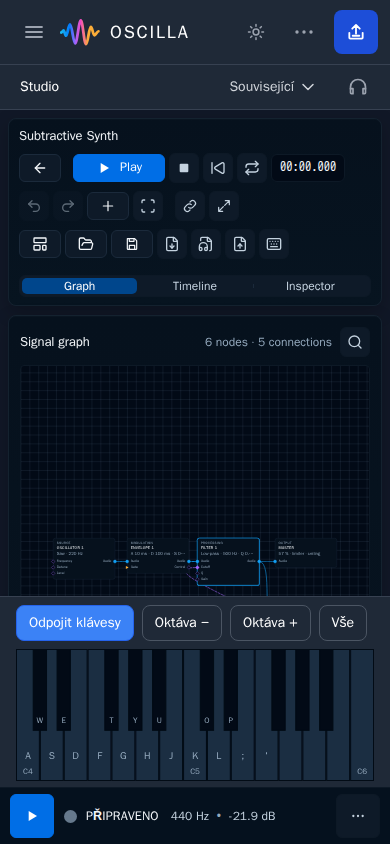 OSCILLA
Studio
Související
Subtractive Synth
Play
00:00.000
Graph
Timeline
Inspector
Signal graph
6 nodes · 5 connections
OSCILLATOR 1
ENVELOPE 1
FILTER 1
MASTER
Odpojit klávesy
Oktáva −
Oktáva +
Vše
W E T Y U O P
A S D F G H J K L ; '
C4 C5 C6
PŘIPRAVENO 440 Hz • -21.9 dB